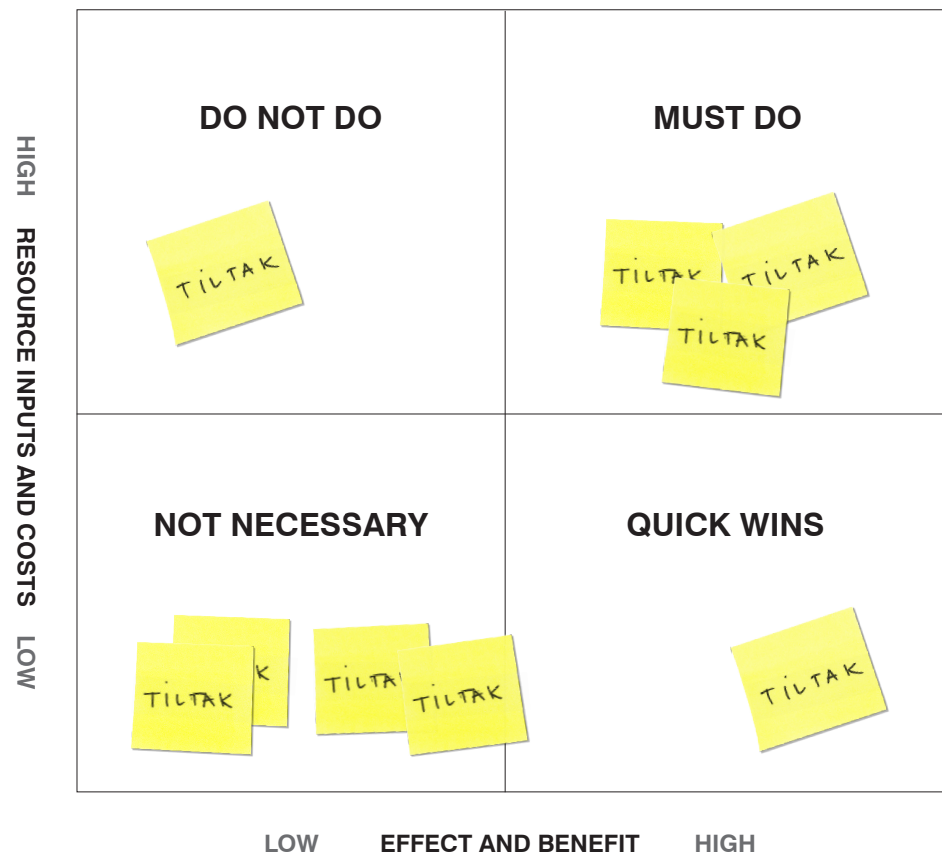 DO NOT DO
MUST DO
TiLTAK
TiLTAK
TiLTAK
TiLTAK
HIGH
RESOURCE INPUTS AND COSTS
LOW
NOT NECESSARY
QUICK WINS
K
TiLTAK
TiLTA
TiLTAK
TiLTAK
LOW EFFECT AND BENEFIT HIGH